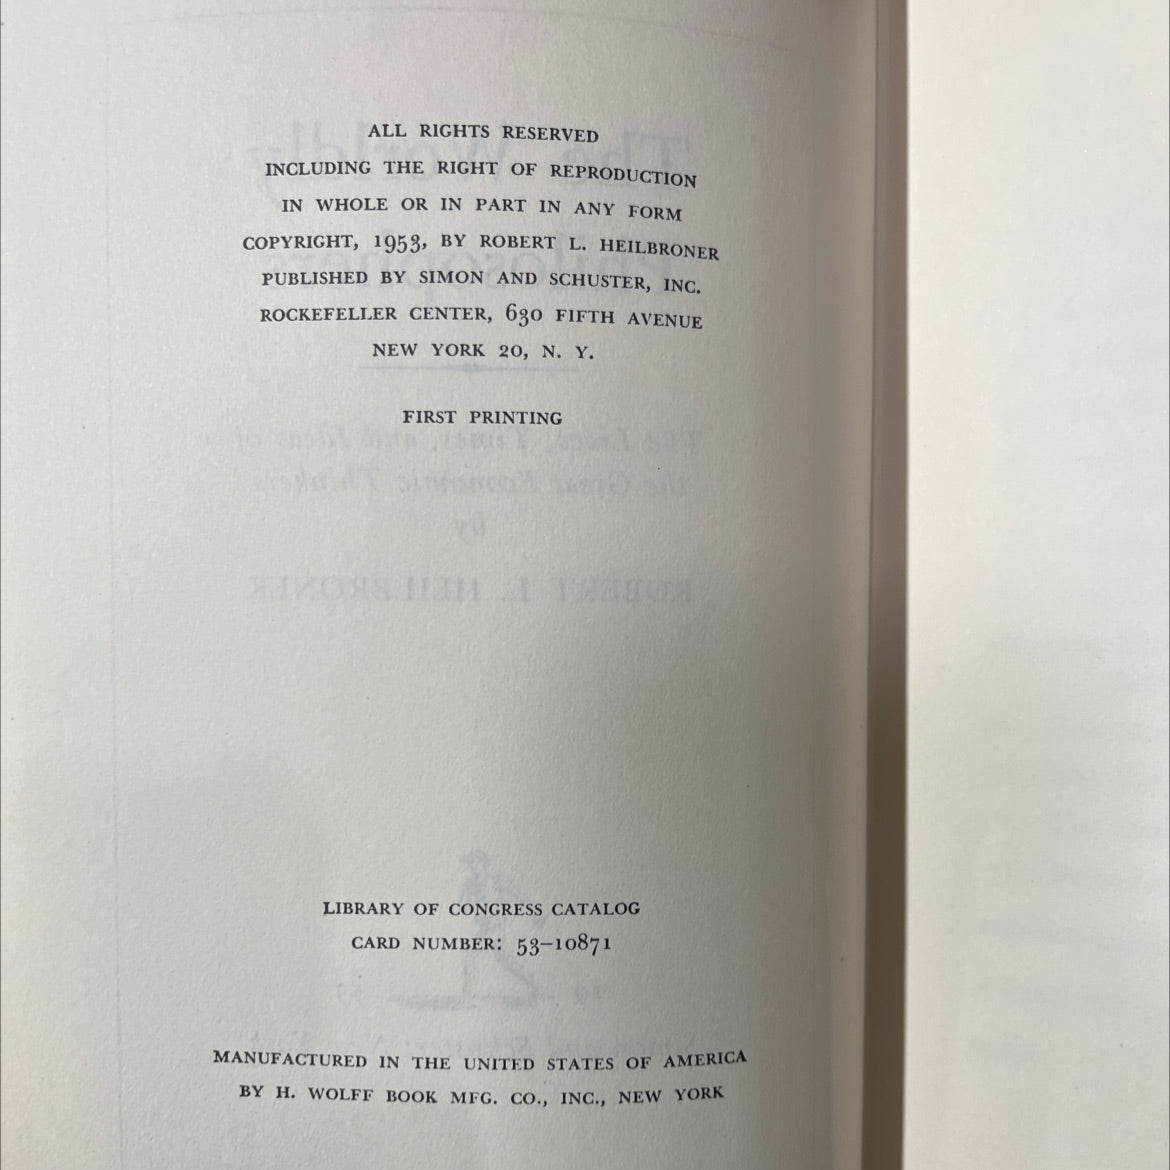 ALL RIGHTS RESERVED
INCLUDING THE RIGHT OF REPRODUCTION
IN WHOLE OR IN PART IN ANY FORM
COPYRIGHT, 1953, BY ROBERT L. HEILBRONER
PUBLISHED BY SIMON AND SCHUSTER, INC.
ROCKEFELLER CENTER, 630 FIFTH AVENUE
NEW YORK 20, N. Y.
FIRST PRINTING
LIBRARY OF CONGRESS CATALOG
CARD NUMBER: 53–10871
MANUFACTURED IN THE UNITED STATES OF AMERICA
BY H. WOLFF BOOK MFG. CO., INC., NEW YORK